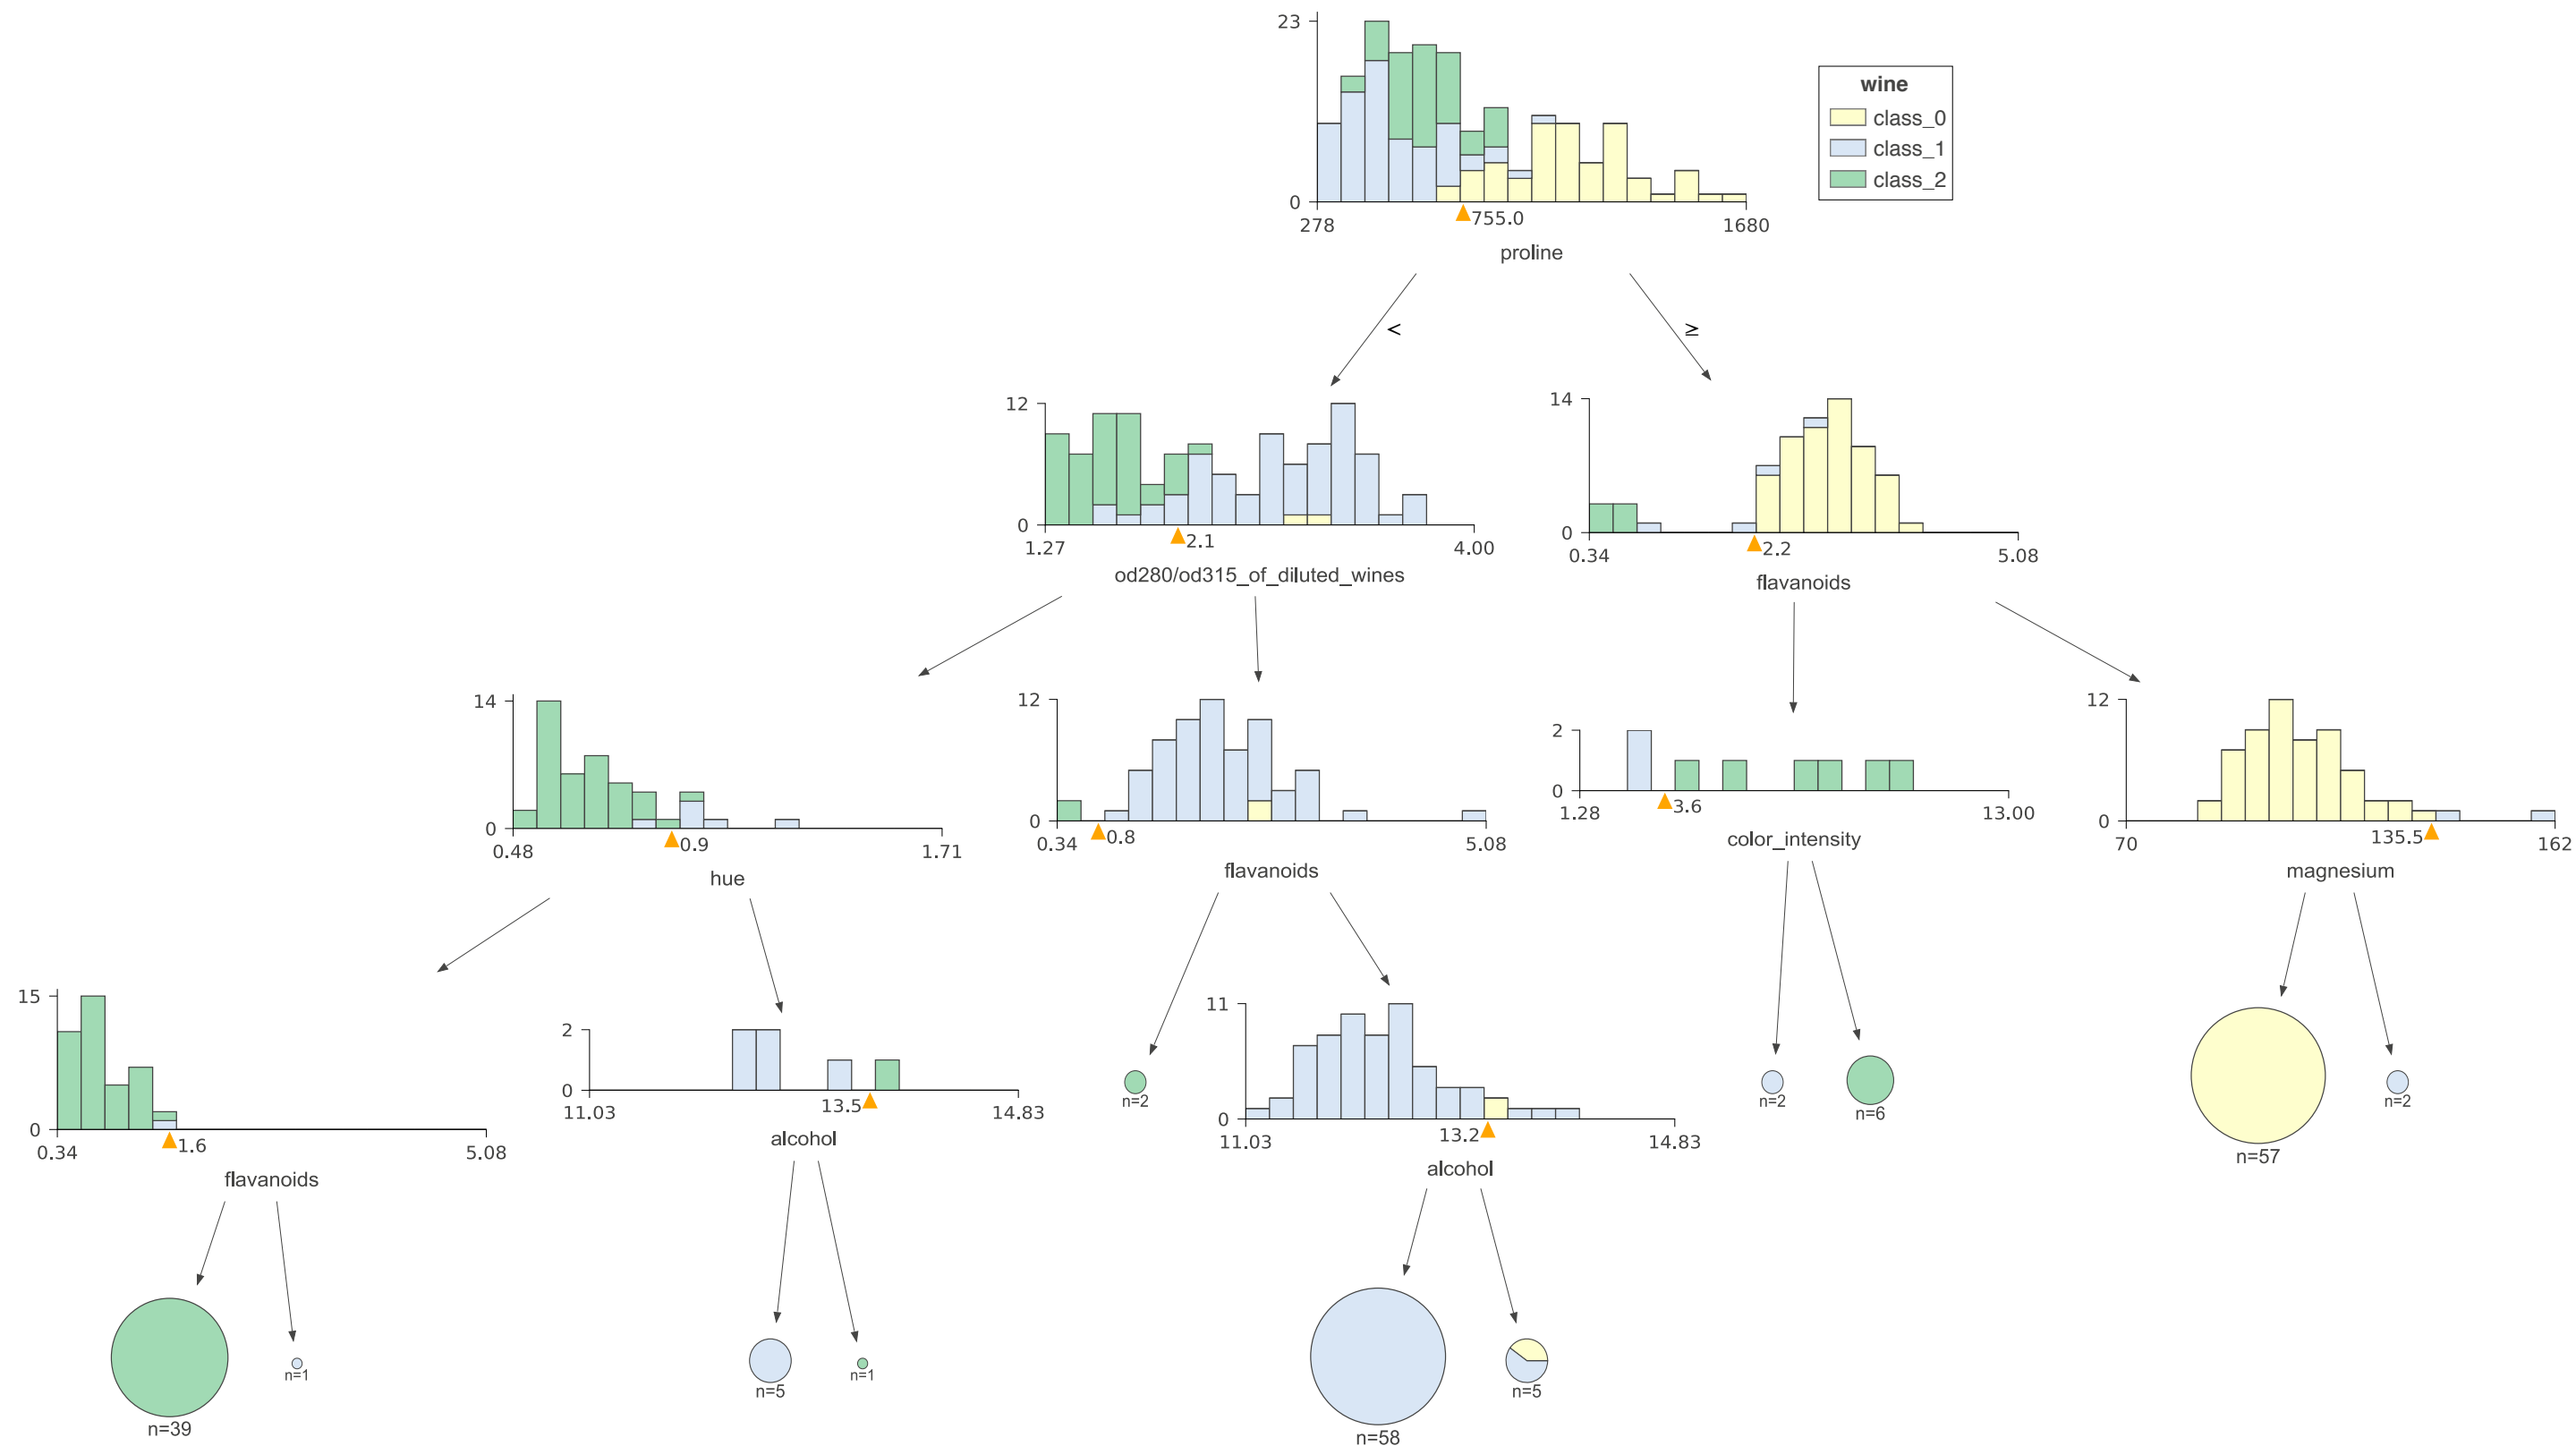 23
0
278
755.0
1680
proline
wine
class_0
class_1
class_2
<
≥
12
0
1.27
2.1
4.00
od280/od315_of_diluted_wines
14
0
0.34
2.2
5.08
flavanoids
14
0
0.48
0.9
1.71
hue
12
0
0.34
0.8
5.08
flavanoids
2
0
1.28
3.6
13.00
color_intensity
12
0
70
135.5
162
magnesium
15
0
0.34
1.6
5.08
flavanoids
2
0
11.03
13.5
14.83
alcohol
n=2
11
0
11.03
13.2
14.83
alcohol
n=2
n=6
n=57
n=2
n=39
n=1
n=5
n=1
n=58
n=5